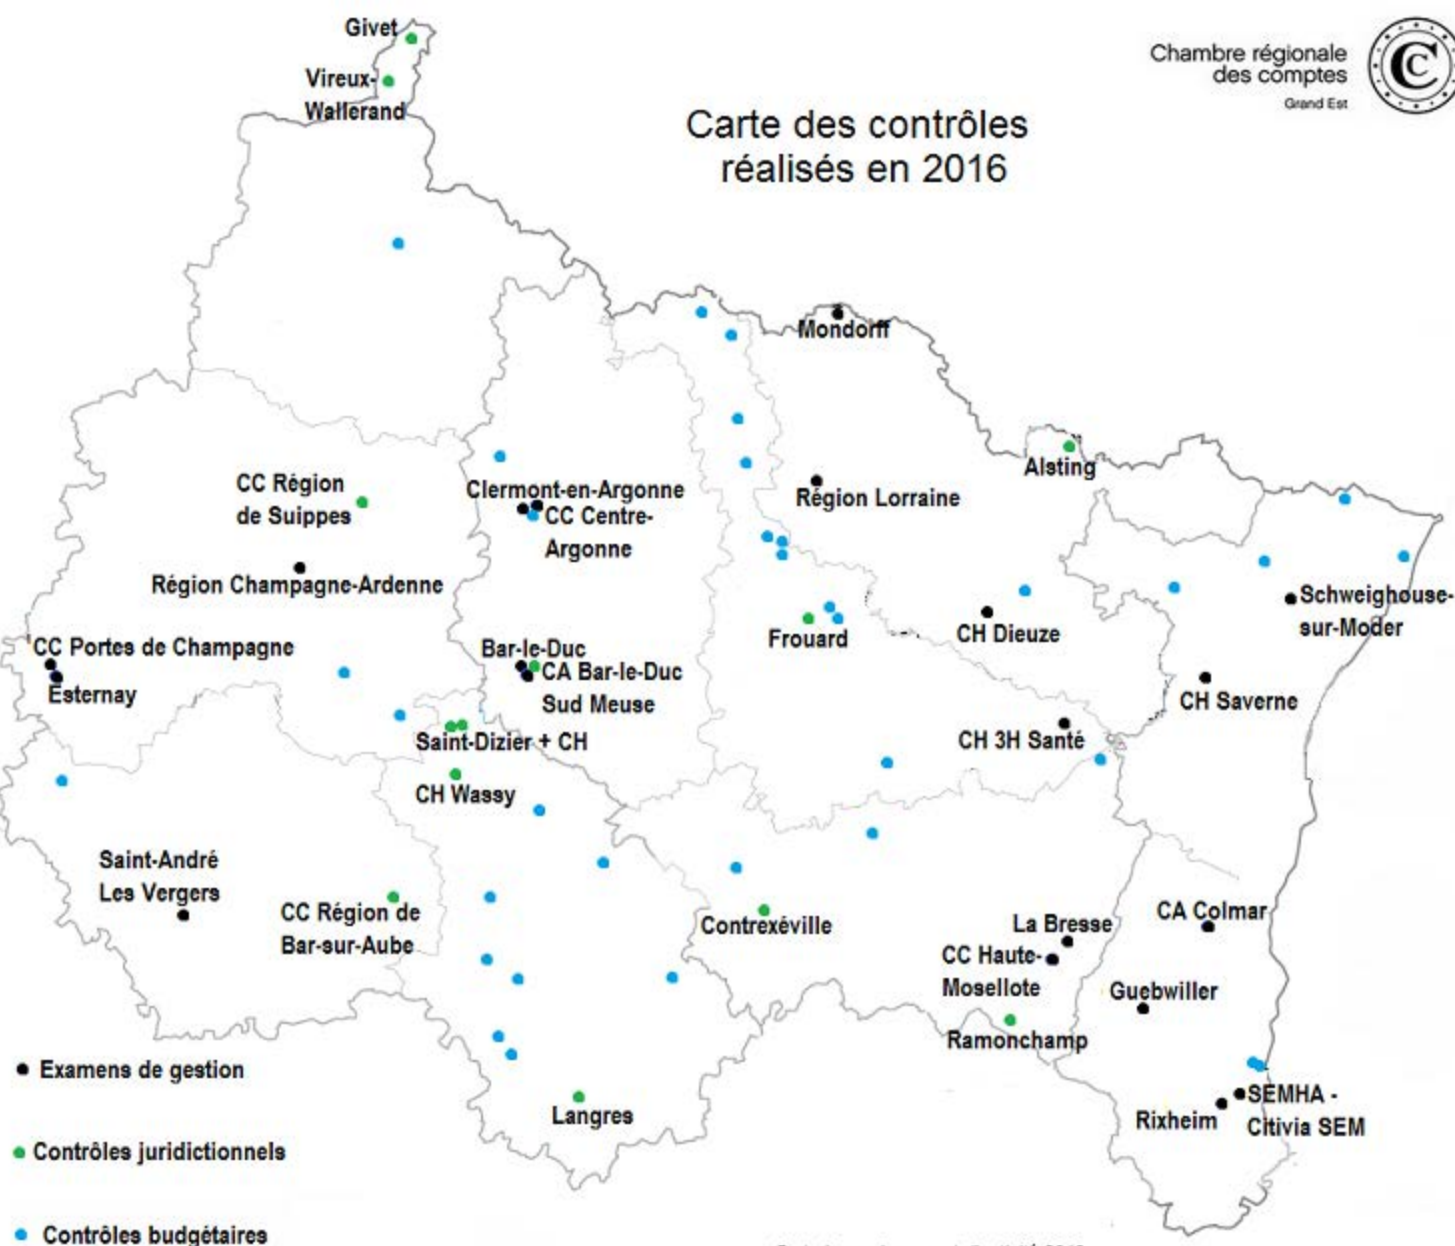 Givet
Vireux-
Wallerand
Chambre régionale
des comptes
Grand Est
CC
Carte des contrôles
réalisés en 2016
Mondorff
Alsting
CC Région
de Suippes
Clermont-en-Argonne
CC Centre-
Argonne
Région Lorraine
Région Champagne-Ardenne
Schweighouse-
sur-Moder
CC Portes de Champagne
Esternay
Bar-le-Duc
CA Bar-le-Duc
Sud Meuse
Frouard
CH Dieuze
CH Saverne
Saint-Dizier + CH
CH 3H Santé
CH Wassy
Saint-André
Les Vergers
CC Région de
Bar-sur-Aube
Contrexéville
La Bresse
CC Haute-
Mosellote
CA Colmar
Guebwiller
Ramonchamp
Langres
Rixheim
SEMHA -
Citivia SEM
Examens de gestion
Contrôles juridictionnels
Contrôles budgétaires